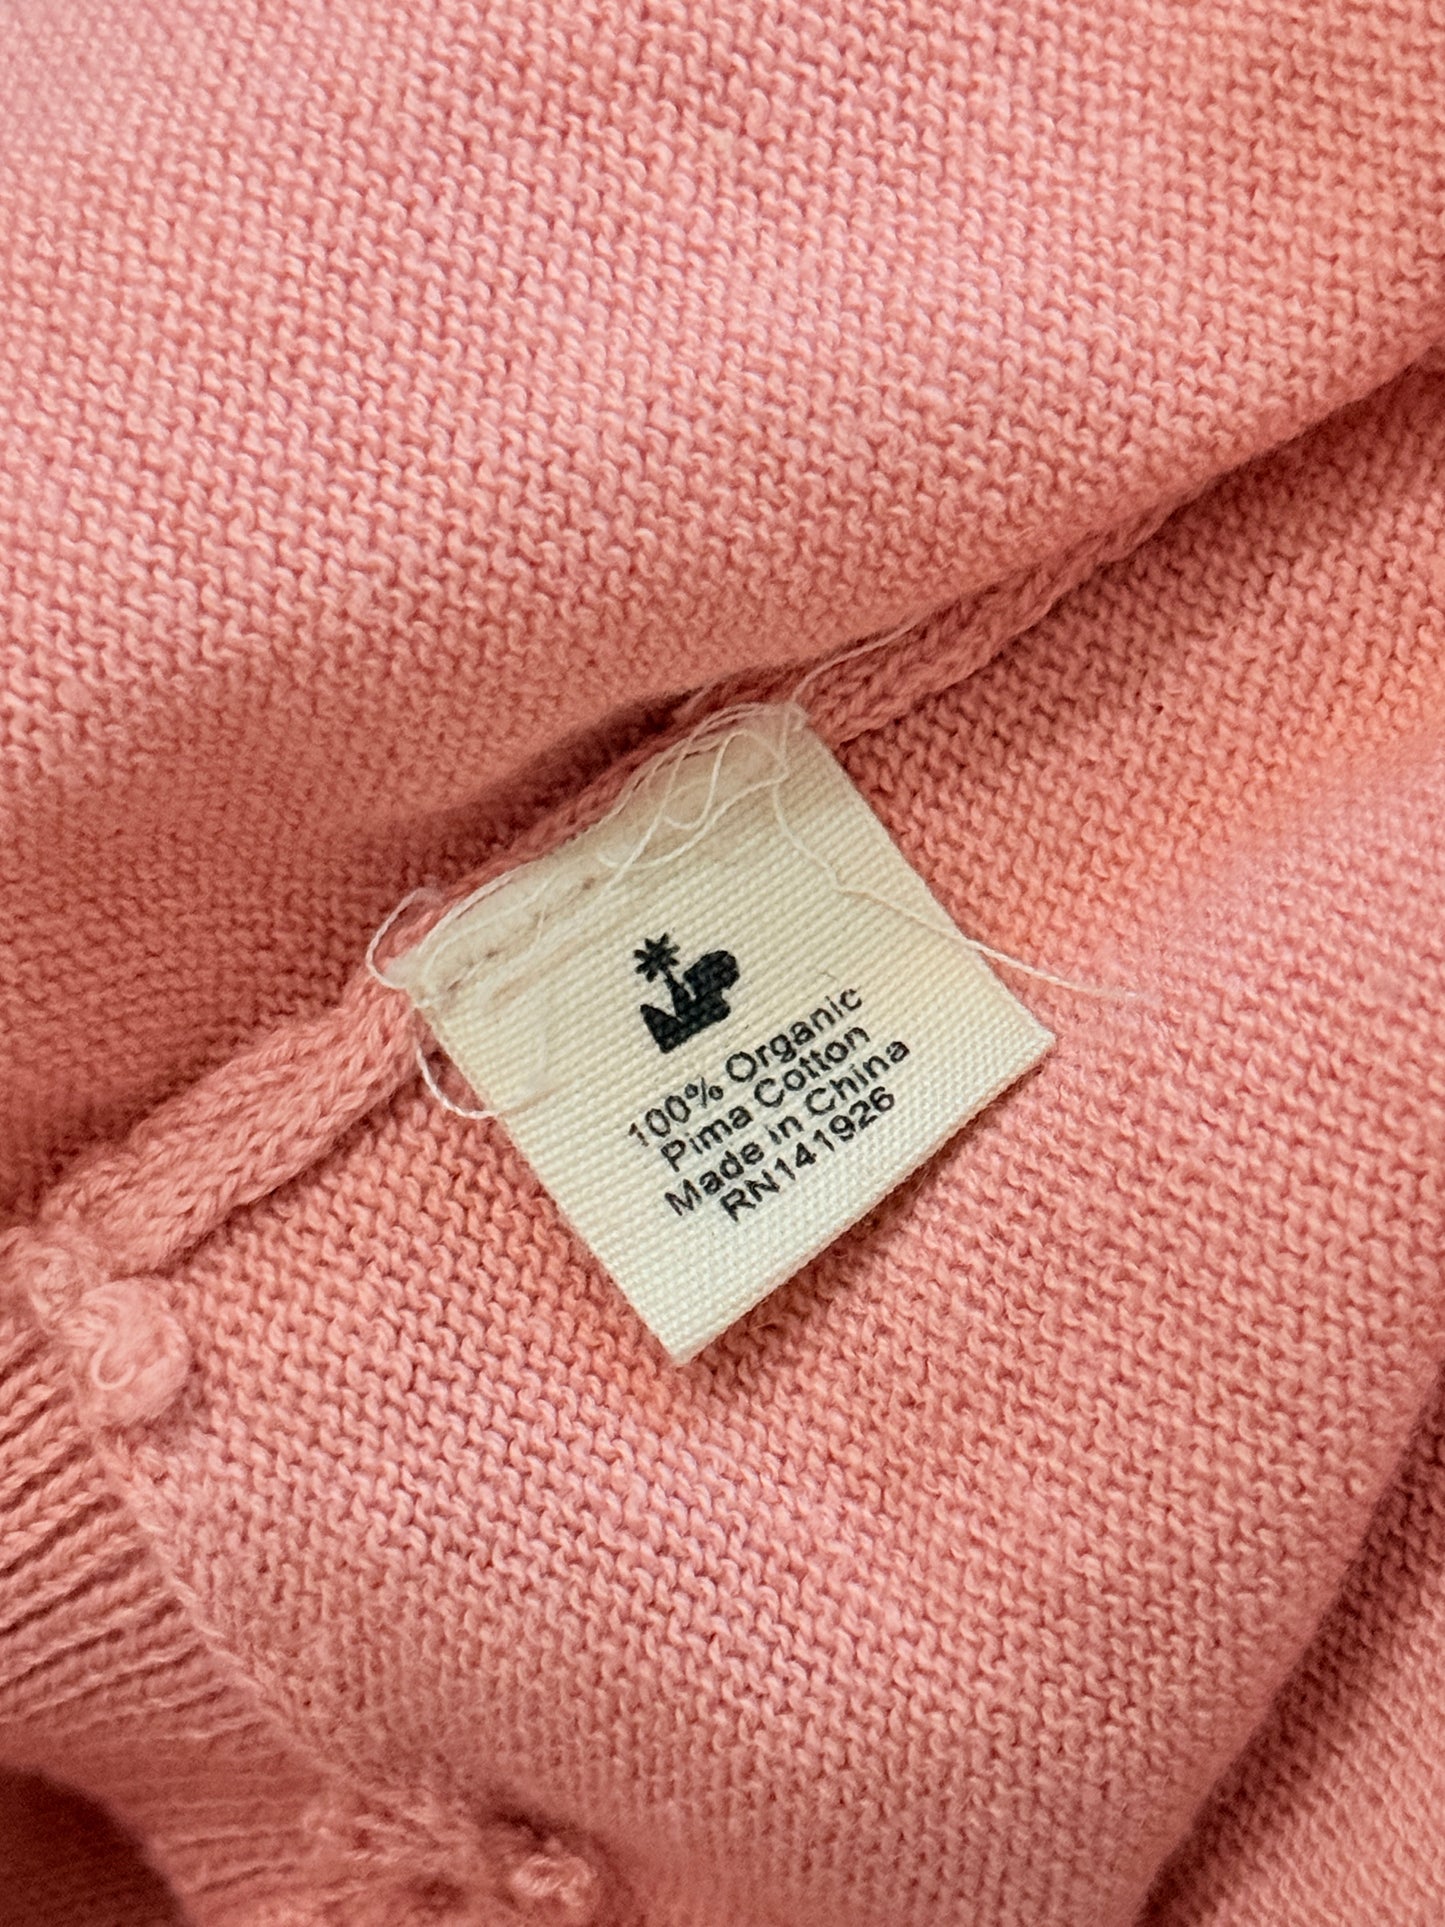 100% Organic
Pima Cotton
Made in China
RN141926